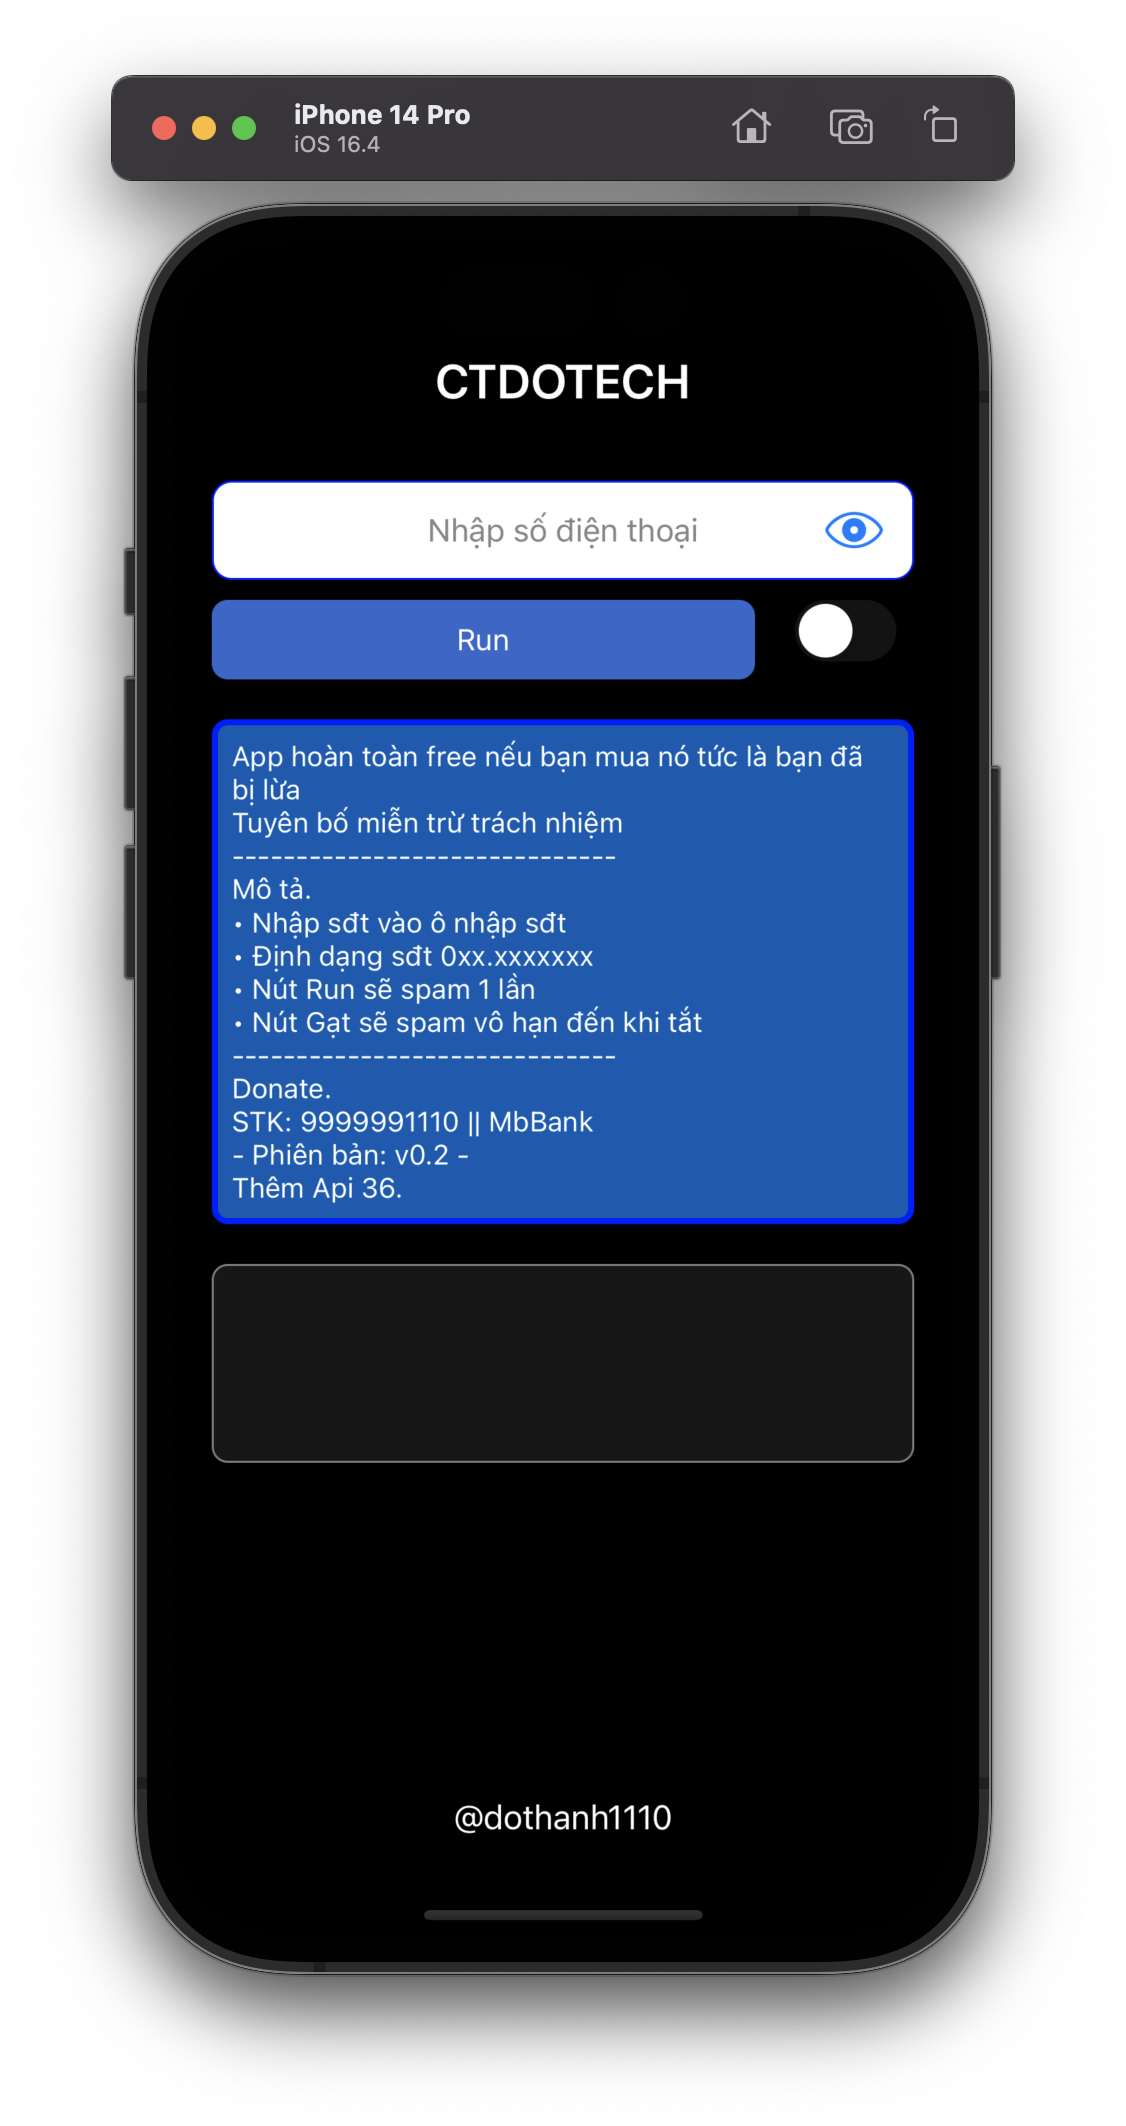 iPhone 14 Pro
iOS 16.4
CTDOTECH
Nhập số điện thoại
Run
App hoàn toàn free nếu bạn mua nó tức là bạn đã
bị lừa
Tuyên bố miễn trừ trách nhiệm
------------------------------
Mô tả.
• Nhập sđt vào ô nhập sđt
• Định dạng sđt 0xx.xxxxxxx
• Nút Run sẽ spam 1 lần
• Nút Gạt sẽ spam vô hạn đến khi tắt
------------------------------
Donate.
STK: 9999991110 || MbBank
- Phiên bản: v0.2 -
Thêm Api 36.
@dothanh1110